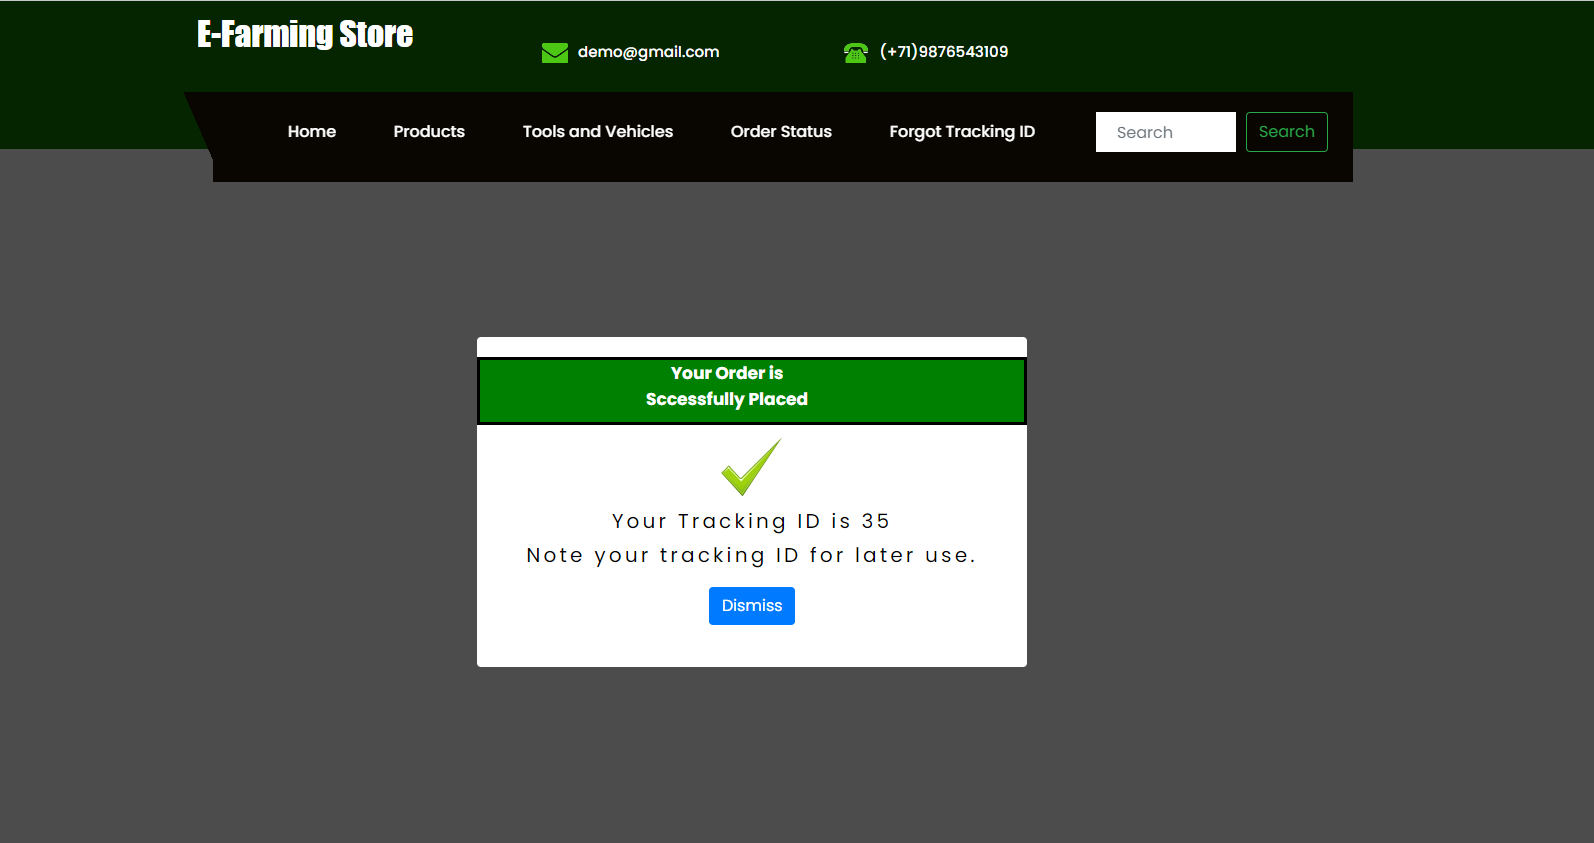 E-Farming Store
demo@gmail.com
(+71)9876543109
Home
Products
Tools and Vehicles
Order Status
Forgot Tracking ID
Search
Search
Your Order is
Sccessfully Placed
Your Tracking ID is 35
Note your tracking ID for later use.
Dismiss